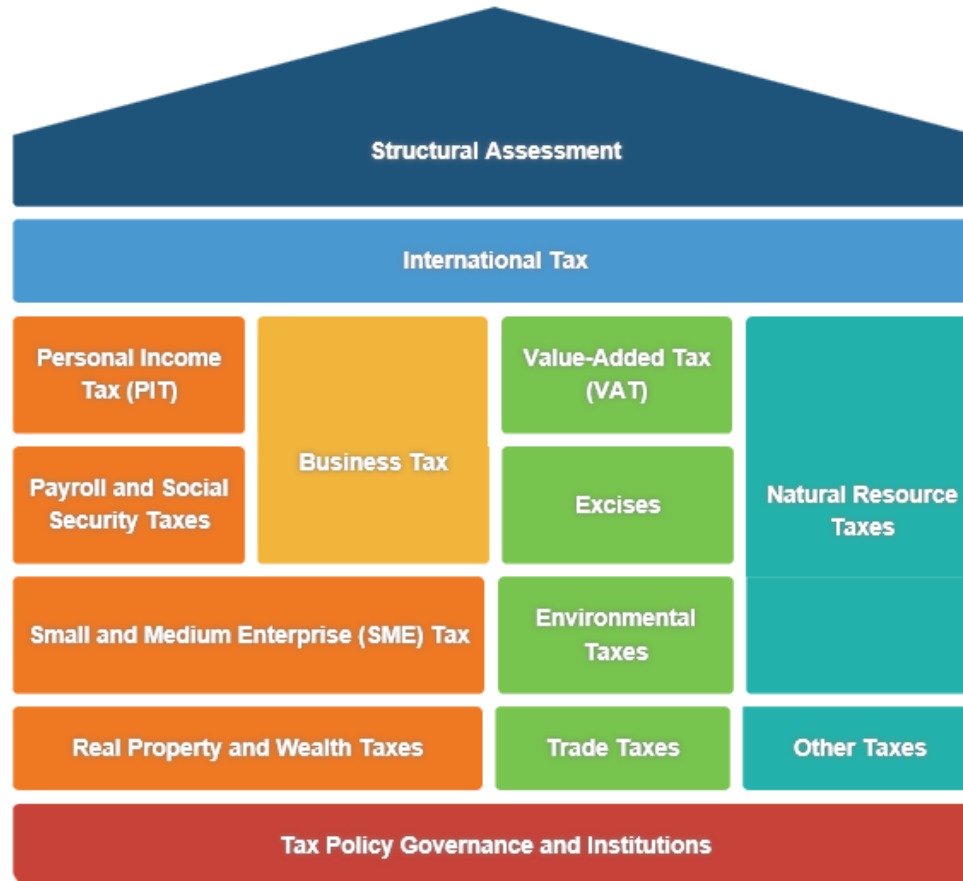 Structural Assessment
International Tax
Personal Income
Tax (PIT)
Business Tax
Value-Added Tax
(VAT)
Natural Resource
Taxes
Payroll and Social
Security Taxes
Excises
Small and Medium Enterprise (SME) Tax
Environmental
Taxes
Real Property and Wealth Taxes
Trade Taxes
Other Taxes
Tax Policy Governance and Institutions